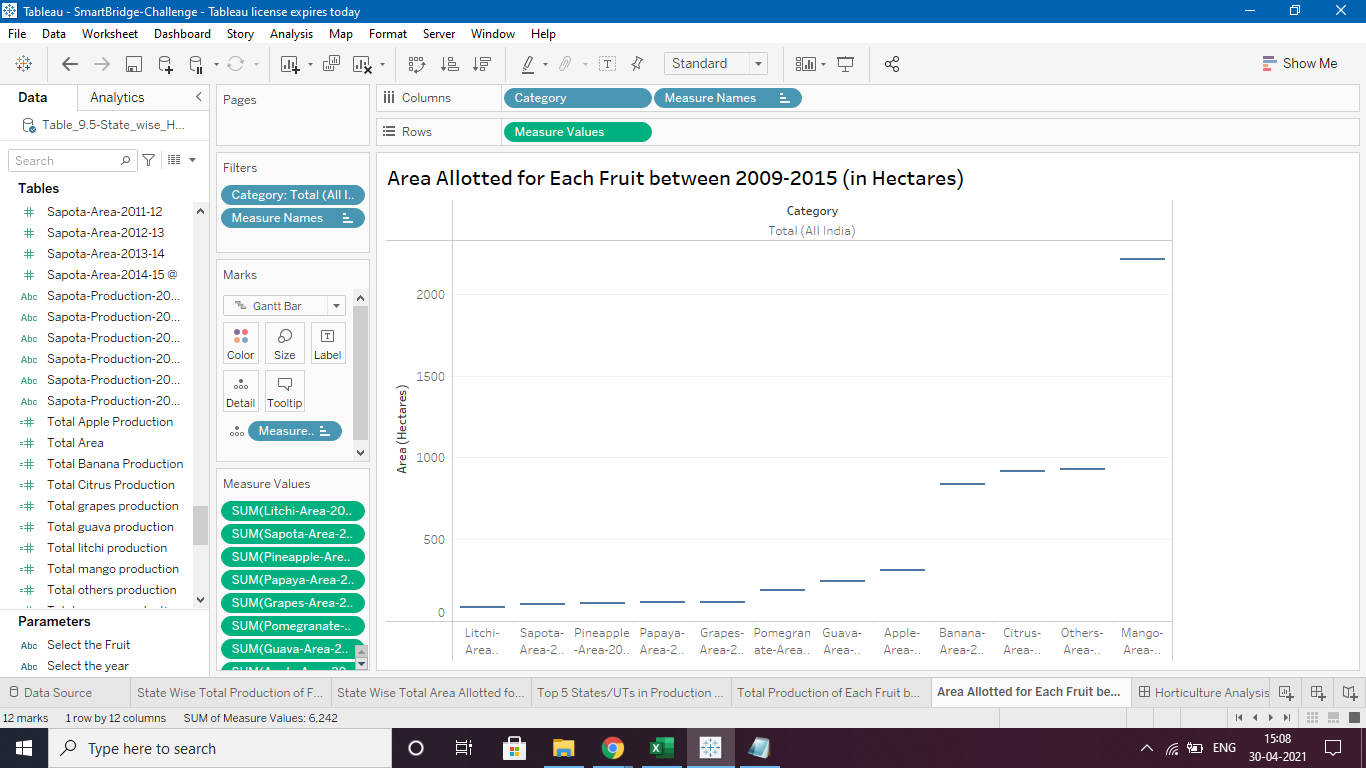 Tableau - SmartBridge-Challenge - Tableau license expires today
File Data Worksheet Dashboard Story Analysis Map Format Server Window Help
Standard
Show Me
Data Analytics
Table_9.5-State_wise_H...
Search
Tables
Sapota-Area-2011-12
Sapota-Area-2012-13
Sapota-Area-2013-14
Sapota-Area-2014-15 @
Abc Sapota-Production-20...
Abc Sapota-Production-20...
Abc Sapota-Production-20...
Abc Sapota-Production-20...
Abc Sapota-Production-20...
Abc Sapota-Production-20...
Total Apple Production
Total Area
Total Banana Production
Total Citrus Production
Total grapes production
Total guava production
Total litchi production
Total mango production
Total others production
Parameters
Abc Select the Fruit
Abc Select the year
Pages
Filters
Category: Total (All I..
Measure Names
Marks
Gantt Bar
Color Size Label
Detail Tooltip
Measure..
Measure Values
SUM(Litchi-Area-20..
SUM(Sapota-Area-2..
SUM(Pineapple-Are..
SUM(Papaya-Area-2..
SUM(Grapes-Area-2..
SUM(Pomegranate-..
SUM(Guava-Area-2..
Columns Category Measure Names
Rows Measure Values
Area Allotted for Each Fruit between 2009-2015 (in Hectares)
Category
Total (All India)
Area (Hectares)
2000
1500
1000
500
0
Litchi- Sapota- Pineapple Papaya- Grapes- Pomegran Guava- Apple- Banana- Citrus- Others- Mango-
Area.. Area-2.. -Area-20.. Area-2.. Area-2.. ate-Area.. Area-.. Area-.. Area-2.. Area-.. Area-.. Area-..
Data Source State Wise Total Production of F... State Wise Total Area Allotted fo... Top 5 States/UTs in Production ... Total Production of Each Fruit b... Area Allotted for Each Fruit be... Horticulture Analysis
12 marks 1 row by 12 columns SUM of Measure Values: 6,242
Type here to search
ENG
15:08
30-04-2021